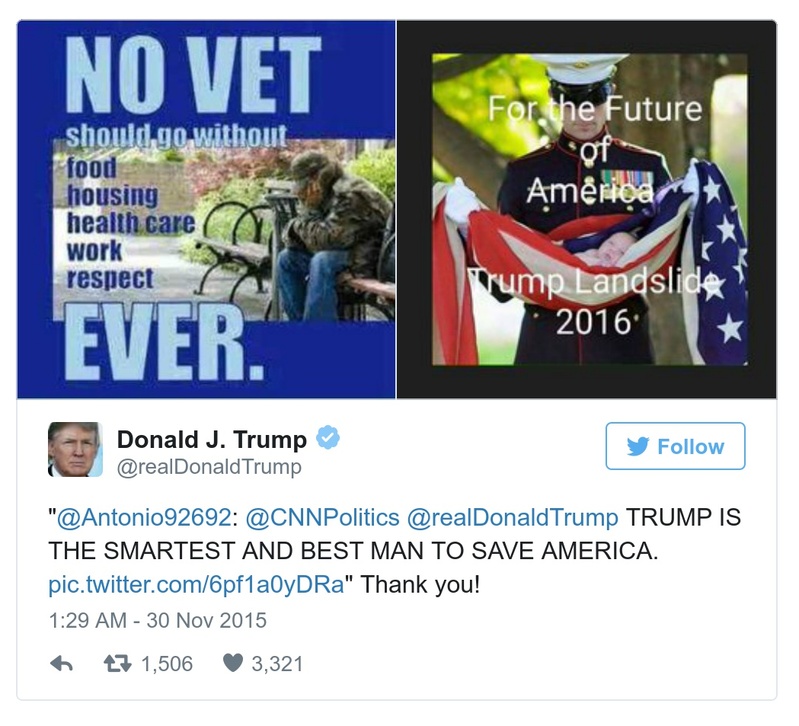 NO VET
should go without
food
housing
health care
work
respect
EVER.
For the Future
of
America
Trump Landslide
2016
Donald J. Trump
@realDonaldTrump
Follow
"@Antonio92692: @CNNPolitics @realDonaldTrump TRUMP IS
THE SMARTEST AND BEST MAN TO SAVE AMERICA.
pic.twitter.com/6pf1a0yDRa" Thank you!
1:29 AM - 30 Nov 2015
1,506 3,321